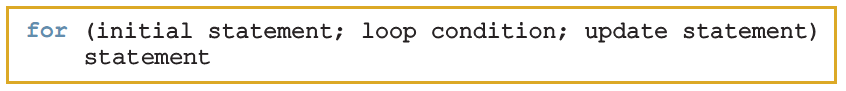 for (initial statement; loop condition; update statement)
statement